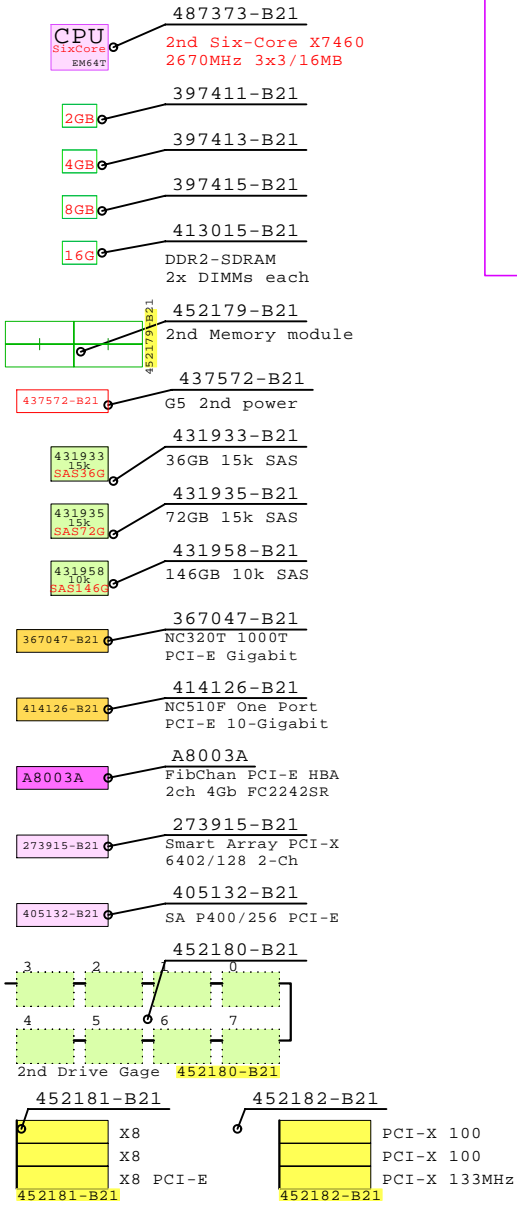 487373-B21
CPU
SixCore
EM64T
2nd Six-Core X7460
2670MHz 3x3/16MB
397411-B21
2GB
397413-B21
4GB
397415-B21
8GB
413015-B21
16G
DDR2-SDRAM
2x DIMMs each
452179-B21
452179-B21
2nd Memory module
437572-B21
437572-B21
G5 2nd power
431933-B21
431933
15k
SAS36G
36GB 15k SAS
431935-B21
431935
15k
SAS72G
72GB 15k SAS
431958-B21
431958
10k
SAS146G
146GB 10k SAS
367047-B21
367047-B21
NC320T 1000T
PCI-E Gigabit
414126-B21
414126-B21
NC510F One Port
PCI-E 10-Gigabit
A8003A
A8003A
FibChan PCI-E HBA
2ch 4Gb FC2242SR
273915-B21
273915-B21
Smart Array PCI-X
6402/128 2-Ch
405132-B21
405132-B21
SA P400/256 PCI-E
452180-B21
3 2 1 0
4 5 6 7
2nd Drive Gage 452180-B21
452181-B21 452182-B21
X8 PCI-X 100
X8 PCI-X 100
X8 PCI-E PCI-X 133MHz
452181-B21 452182-B21